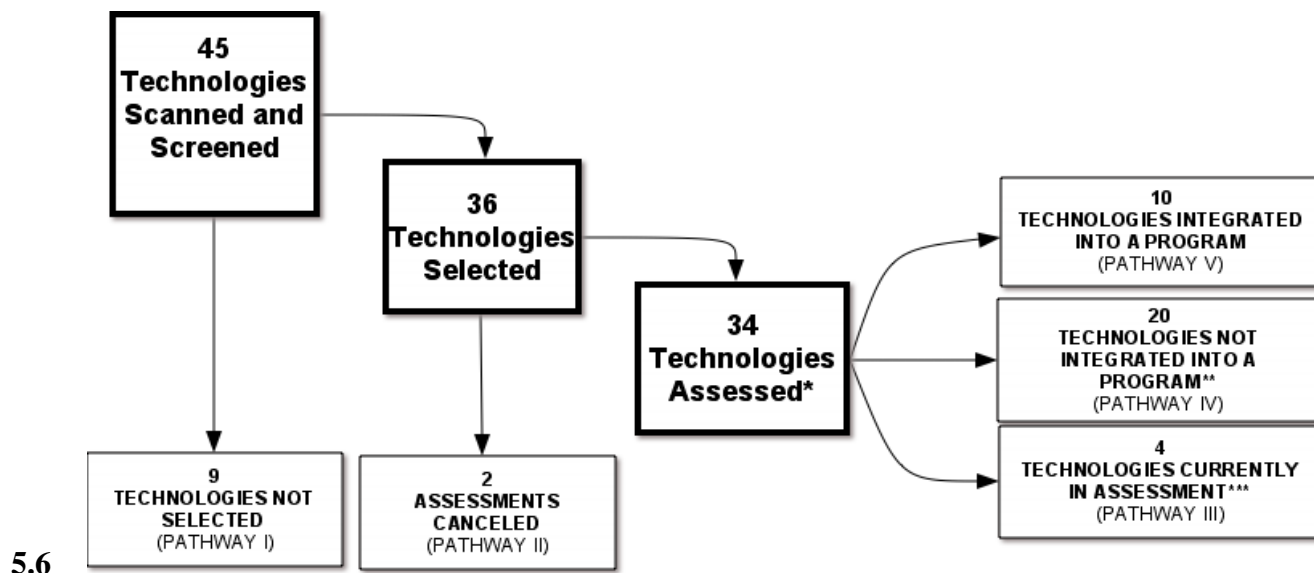 45
Technologies
Scanned and
Screened
36
Technologies
Selected
34
Technologies
Assessed*
10
TECHNOLOGIES INTEGRATED
INTO A PROGRAM
(PATHWAY V)
20
TECHNOLOGIES NOT
INTEGRATED INTO A
PROGRAM**
(PATHWAY IV)
4
TECHNOLOGIES CURRENTLY
IN ASSESSMENT***
(PATHWAY III)
9
TECHNOLOGIES NOT
SELECTED
(PATHWAY I)
2
ASSESSMENTS
CANCELED
(PATHWAY II)
5.6